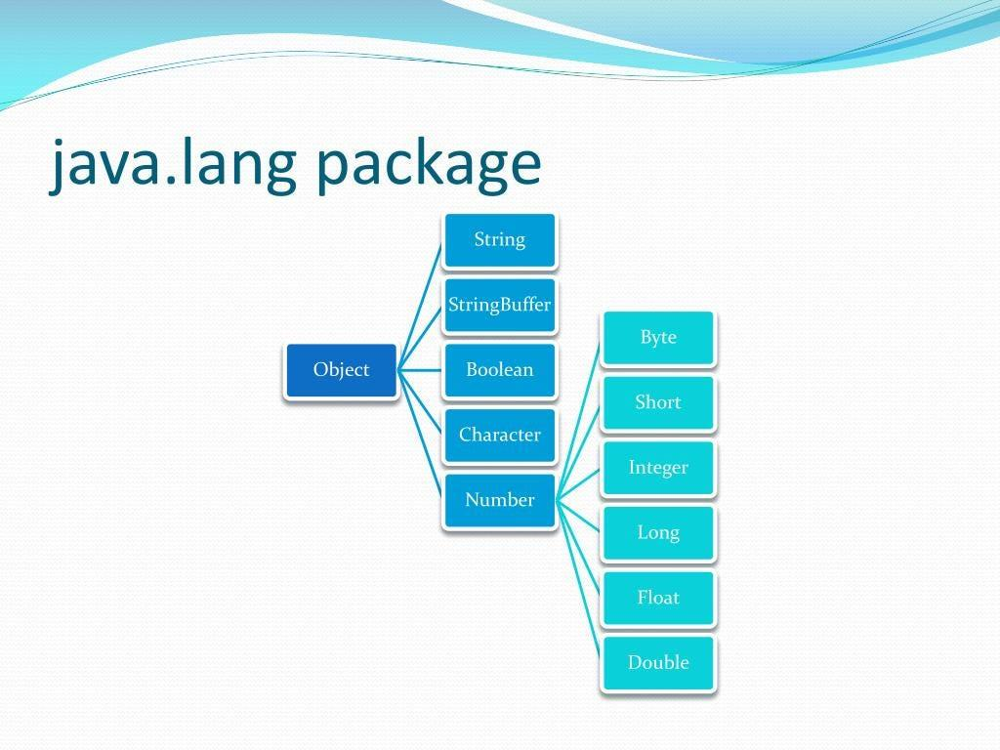 java.lang package
Object
String
StringBuffer
Boolean
Character
Number
Byte
Short
Integer
Long
Float
Double